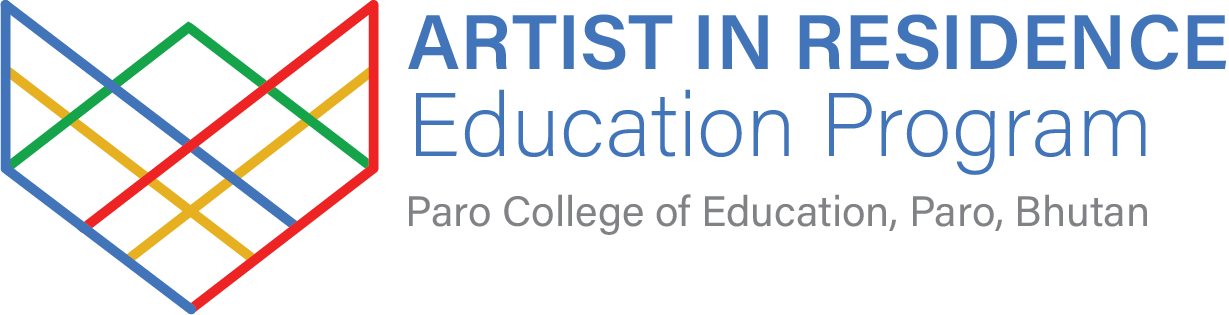 ARTIST IN RESIDENCE
Education Program
Paro College of Education, Paro, Bhutan